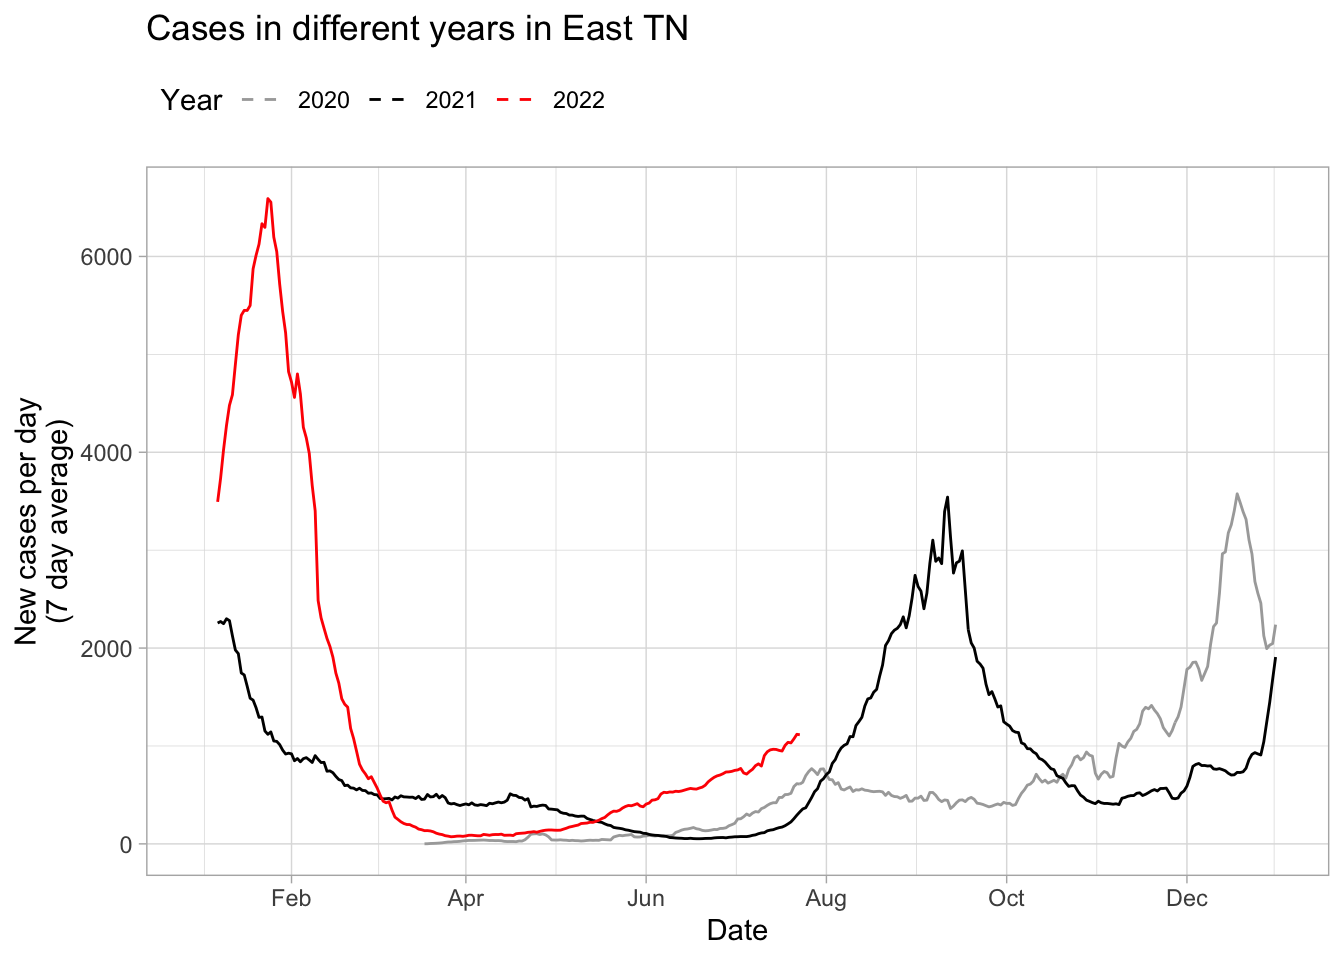 Cases in different years in East TN
Year 2020 2021 2022
New cases per day
(7 day average)
6000
4000
2000
0
Feb Apr Jun Aug Oct Dec
Date